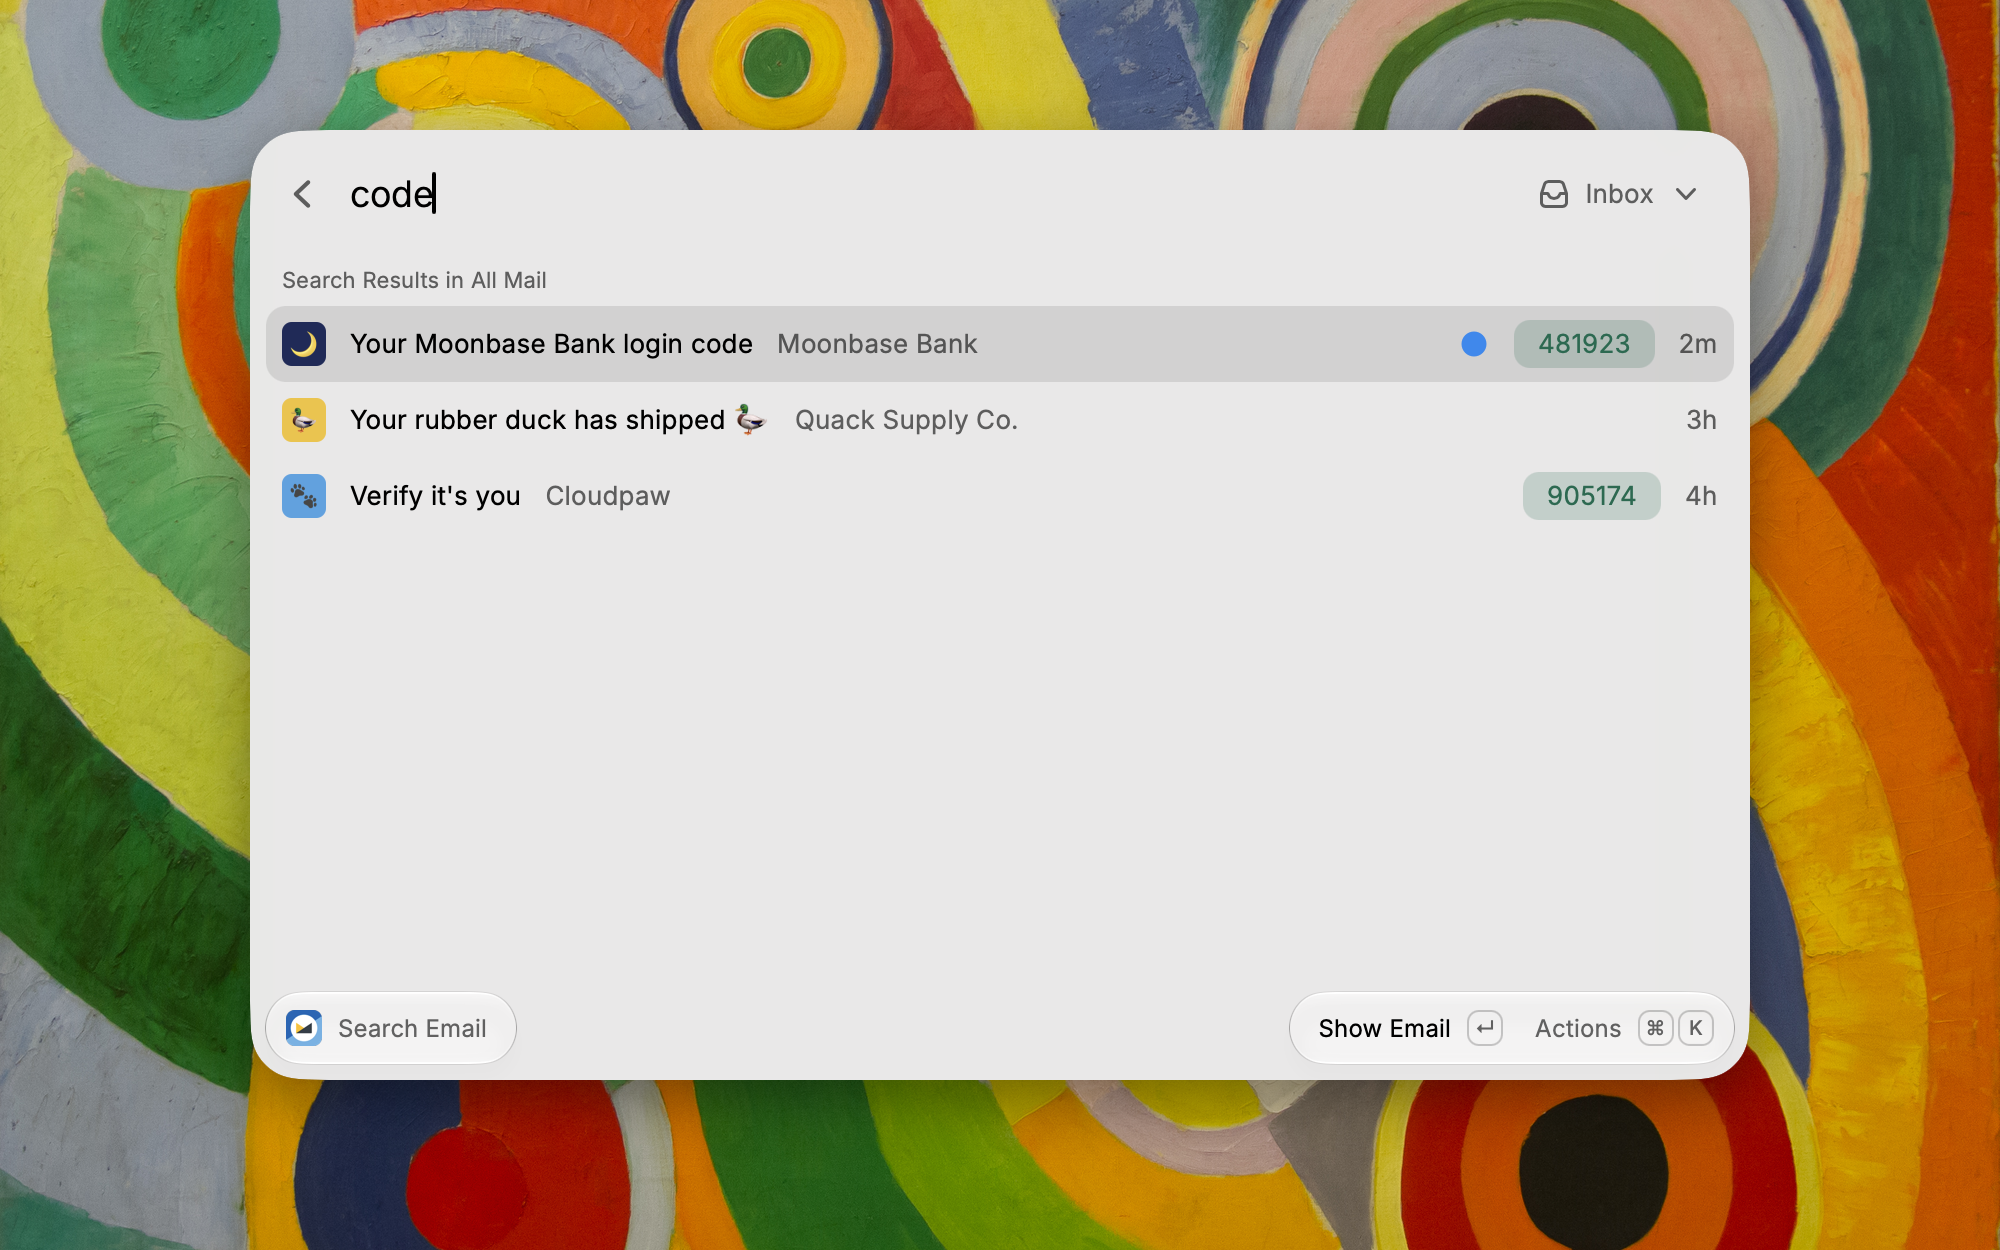 code
Inbox
Search Results in All Mail
Your Moonbase Bank login code Moonbase Bank 481923 2m
Your rubber duck has shipped 🦆 Quack Supply Co. 3h
Verify it's you Cloudpaw 905174 4h
Search Email
Show Email ↵ Actions ⌘ K